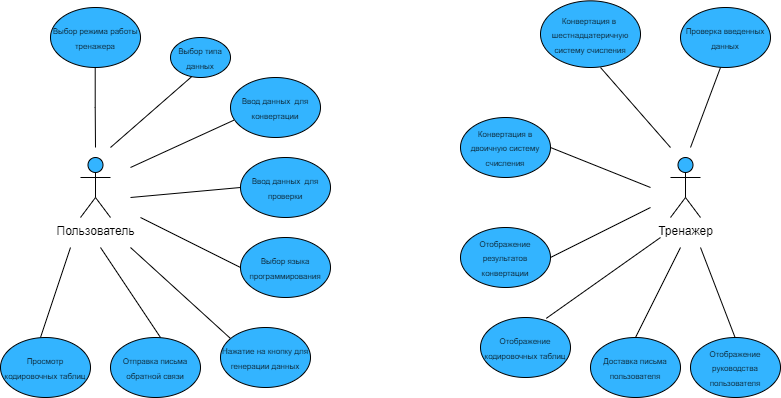 Выбор режима работы
тренажера
Выбор типа
данных
Ввод данных для
конвертации
Ввод данных для
проверки
Выбор языка
программирования
Пользователь
Просмотр
кодировочных таблиц
Отправка письма
обратной связи
Нажатие на кнопку для
генерации данных
Конвертация в
шестнадцатеричную
систему счисления
Проверка введенных
данных
Конвертация в
двоичную систему
счисления
Тренажер
Отображение
результатов
конвертации
Отображение
кодировочных таблиц
Доставка письма
пользователя
Отображение
руководства
пользователя